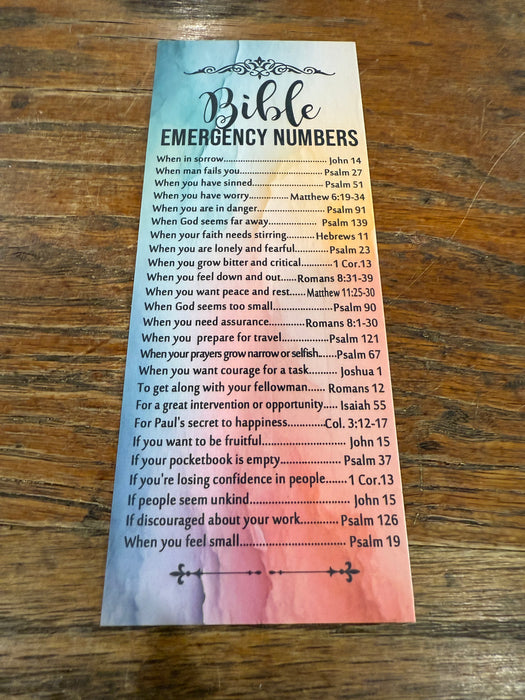 Bible
EMERGENCY NUMBERS
When in sorrow.......................................... John 14
When man fails you.................................. Psalm 27
When you have sinned............................. Psalm 51
When you have worry................ Matthew 6:19-34
When you are in danger............................ Psalm 91
When God seems far away.................... Psalm 139
When your faith needs stirring........... Hebrews 11
When you are lonely and fearful.............Psalm 23
When you grow bitter and critical............1 Cor.13
When you feel down and out...... Romans 8:31-39
When you want peace and rest......Matthew 11:25-30
When God seems too small.....................Psalm 90
When you need assurance............ Romans 8:1-30
When you prepare for travel.................Psalm 121
When your prayers grow narrow or selfish.......Psalm 67
When you want courage for a task.......... Joshua 1
To get along with your fellowman...... Romans 12
For a great intervention or opportunity..... Isaiah 55
For Paul's secret to happiness............Col. 3:12-17
If you want to be fruitful......................... John 15
If your pocketbook is empty................... Psalm 37
If you're losing confidence in people.......1 Cor.13
If people seem unkind............................. John 15
If discouraged about your work............ Psalm 126
When you feel small................................. Psalm 19